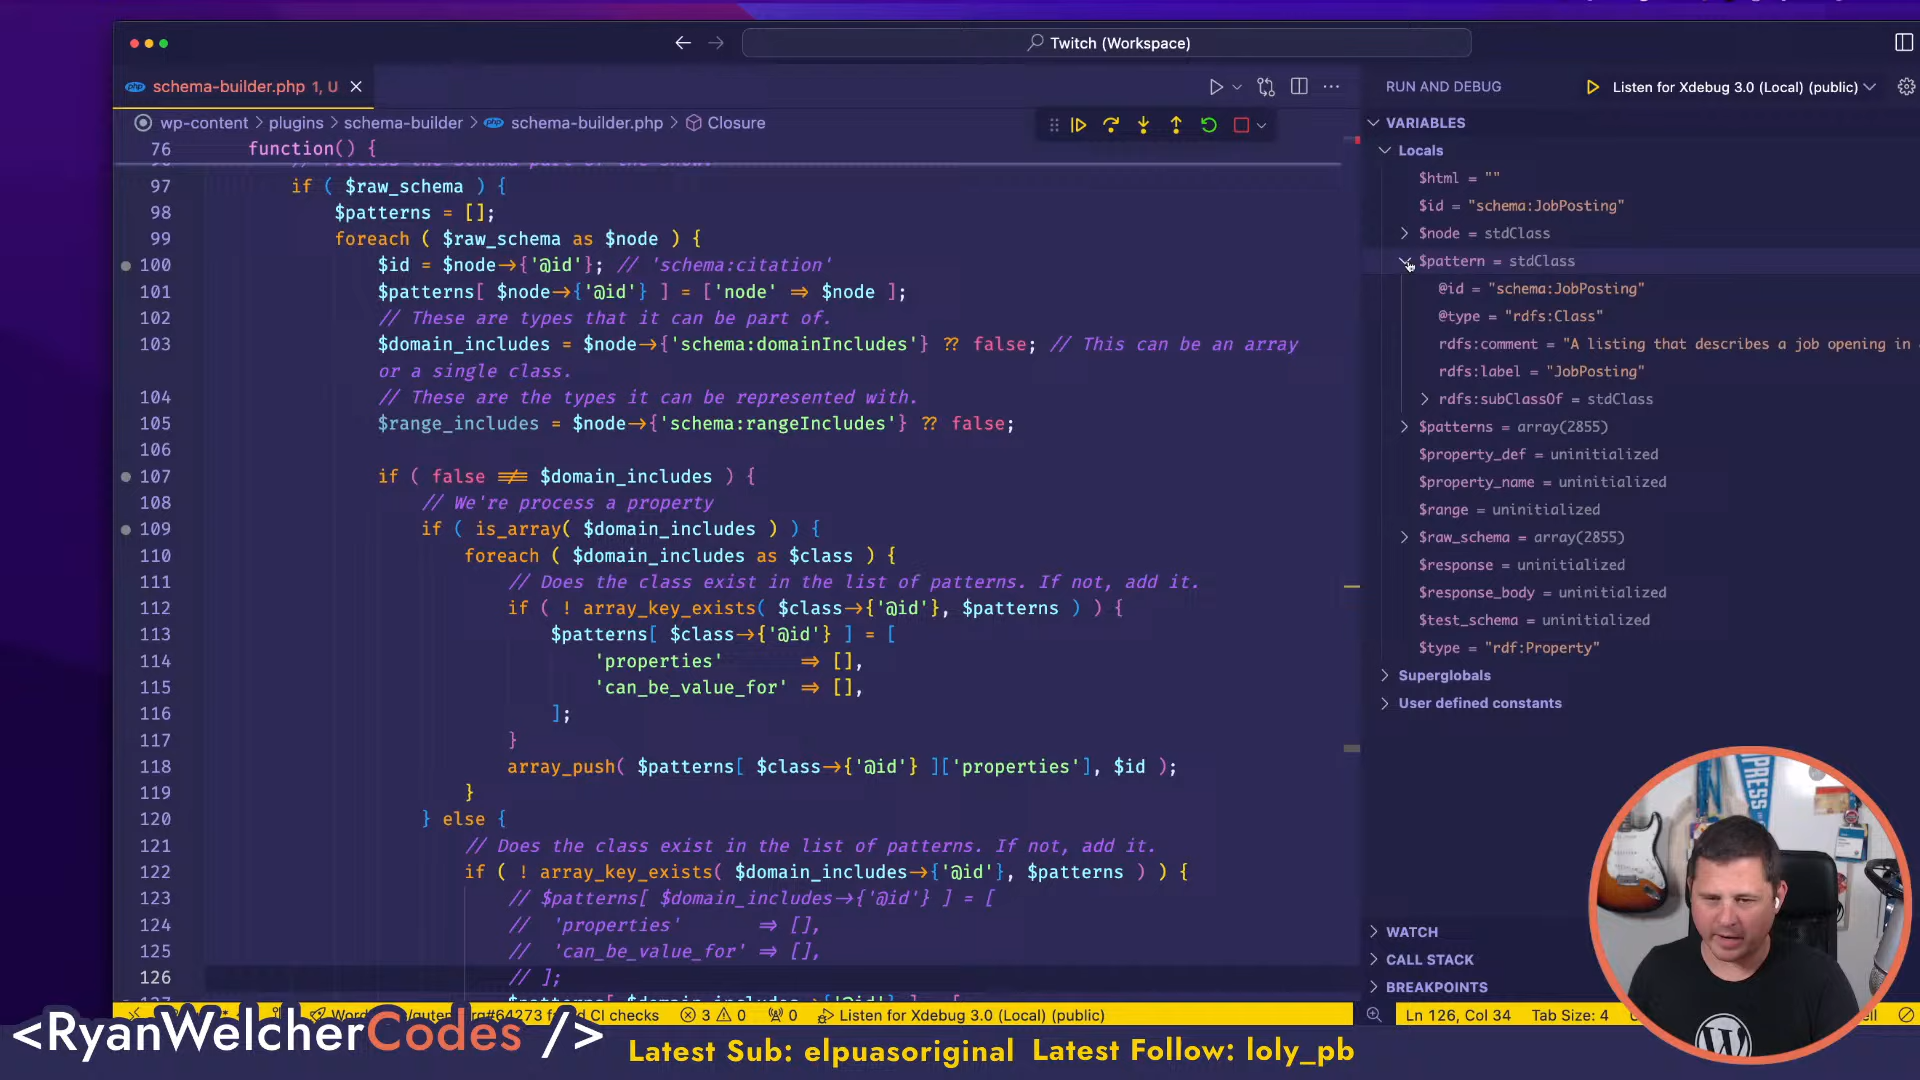 Twitch (Workspace)
schema-builder.php 1, U
RUN AND DEBUG
Listen for Xdebug 3.0 (Local) (public)
wp-content > plugins > schema-builder > schema-builder.php > Closure
VARIABLES
76 function() {
97 if ( $raw_schema ) {
98 $patterns = [];
99 foreach ( $raw_schema as $node ) {
100 $id = $node->{'@id'}; // 'schema:citation'
101 $patterns[ $node->{'@id'} ] = ['node' => $node ];
102 // These are types that it can be part of.
103 $domain_includes = $node->{'schema:domainIncludes'} ?? false; // This can be an array
or a single class.
104 // These are the types it can be represented with.
105 $range_includes = $node->{'schema:rangeIncludes'} ?? false;
106
107 if ( false !== $domain_includes ) {
108 // We're process a property
109 if ( is_array( $domain_includes ) ) {
110 foreach ( $domain_includes as $class ) {
111 // Does the class exist in the list of patterns. If not, add it.
112 if ( ! array_key_exists( $class->{'@id'}, $patterns ) ) {
113 $patterns[ $class->{'@id'} ] = [
114 'properties' => [],
115 'can_be_value_for' => [],
116 ];
117 }
118 array_push( $patterns[ $class->{'@id'} ]['properties'], $id );
119 }
120 } else {
121 // Does the class exist in the list of patterns. If not, add it.
122 if ( ! array_key_exists( $domain_includes->{'@id'}, $patterns ) ) {
123 // $patterns[ $domain_includes->{'@id'} ] = [
124 // 'properties' => [],
125 // 'can_be_value_for' => [],
126 // ];
Locals
$html = ""
$id = "schema:JobPosting"
$node = stdClass
$pattern = stdClass
@id = "schema:JobPosting"
@type = "rdfs:Class"
rdfs:comment = "A listing that describes a job opening in
rdfs:label = "JobPosting"
rdfs:subClassOf = stdClass
$patterns = array(2855)
$property_def = uninitialized
$property_name = uninitialized
$range = uninitialized
$raw_schema = array(2855)
$response = uninitialized
$response_body = uninitialized
$test_schema = uninitialized
$type = "rdf:Property"
Superglobals
User defined constants
WATCH
CALL STACK
BREAKPOINTS
CI checks 3 0 0 Listen for Xdebug 3.0 (Local) (public)
Ln 126, Col 34 Tab Size: 4
<RyanWelcherCodes />
Latest Sub: elpuasoriginal Latest Follow: loly_pb